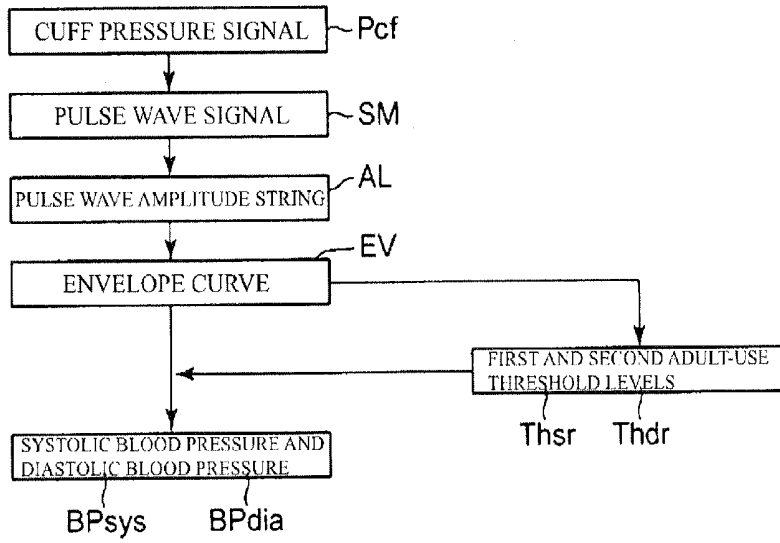 CUFF PRESSURE SIGNAL
Pcf
PULSE WAVE SIGNAL
SM
AL
PULSE WAVE AMPLITUDE STRING
EV
ENVELOPE CURVE
FIRST AND SECOND ADULT-USE
THRESHOLD LEVELS
Thsr Thdr
SYSTOLIC BLOOD PRESSURE AND
DIASTOLIC BLOOD PRESSURE
BPsys BPdia